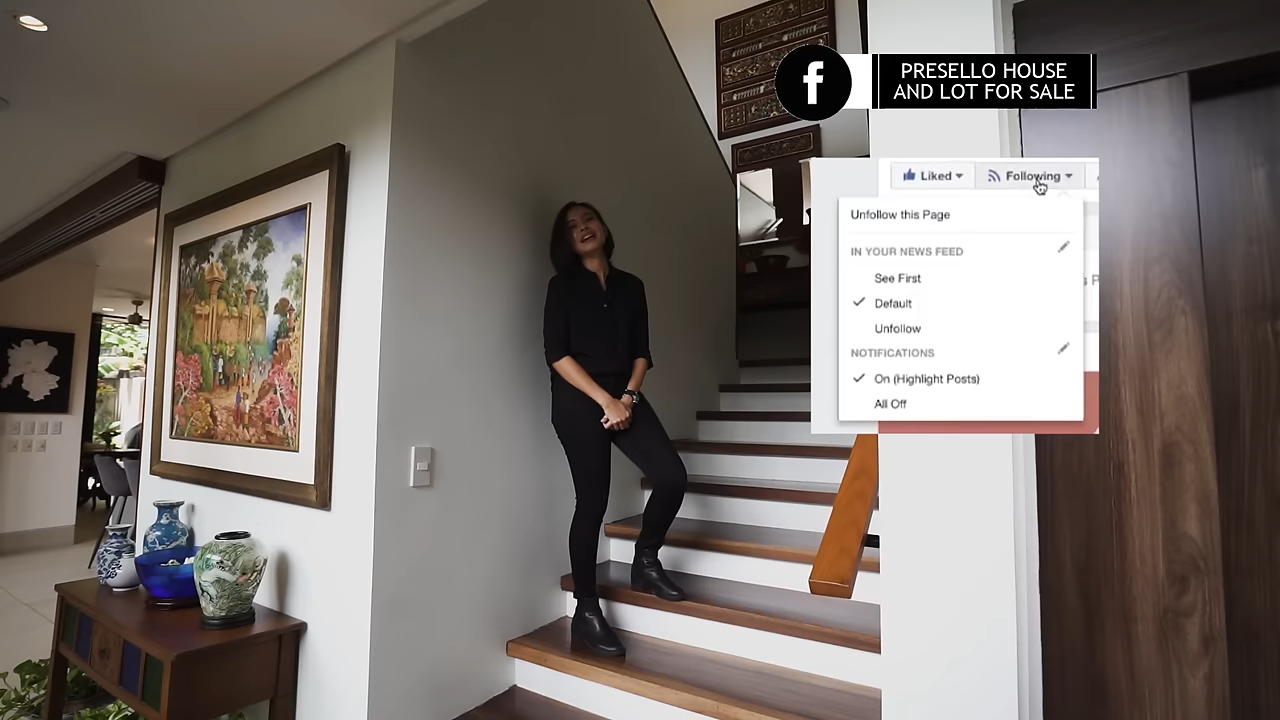 f
PRESELLO HOUSE
AND LOT FOR SALE
Liked
Following
Unfollow this Page
IN YOUR NEWS FEED
See First
Default
Unfollow
NOTIFICATIONS
On (Highlight Posts)
All Off